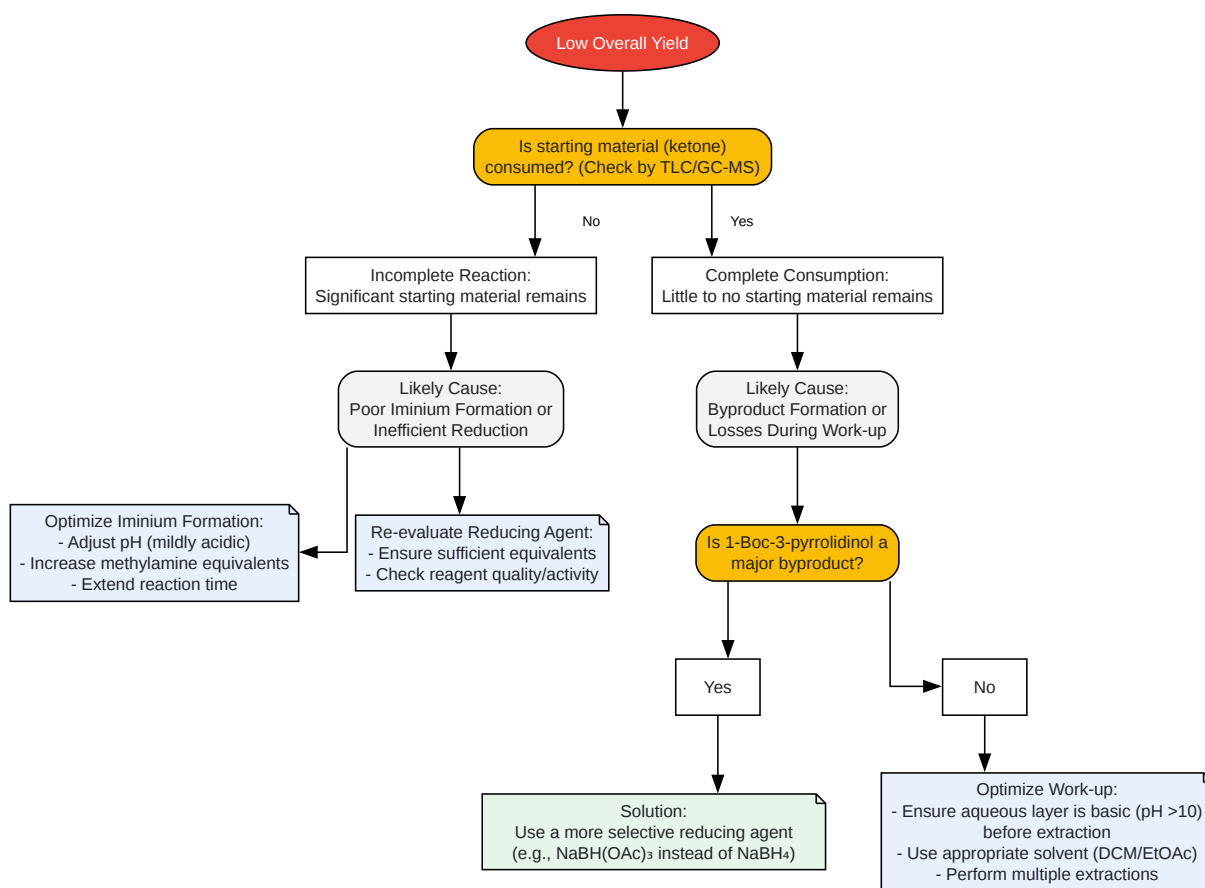 Low Overall Yield
Is starting material (ketone)
consumed? (Check by TLC/GC-MS)
No
Yes
Incomplete Reaction:
Significant starting material remains
Complete Consumption:
Little to no starting material remains
Likely Cause:
Poor Iminium Formation or
Inefficient Reduction
Likely Cause:
Byproduct Formation or
Losses During Work-up
Optimize Iminium Formation:
- Adjust pH (mildly acidic)
- Increase methylamine equivalents
- Extend reaction time
Re-evaluate Reducing Agent:
- Ensure sufficient equivalents
- Check reagent quality/activity
Is 1-Boc-3-pyrrolidinol a
major byproduct?
Yes
No
Solution:
Use a more selective reducing agent
(e.g., NaBH(OAc)₃ instead of NaBH₄)
Optimize Work-up:
- Ensure aqueous layer is basic (pH >10)
before extraction
- Use appropriate solvent (DCM/EtOAc)
- Perform multiple extractions